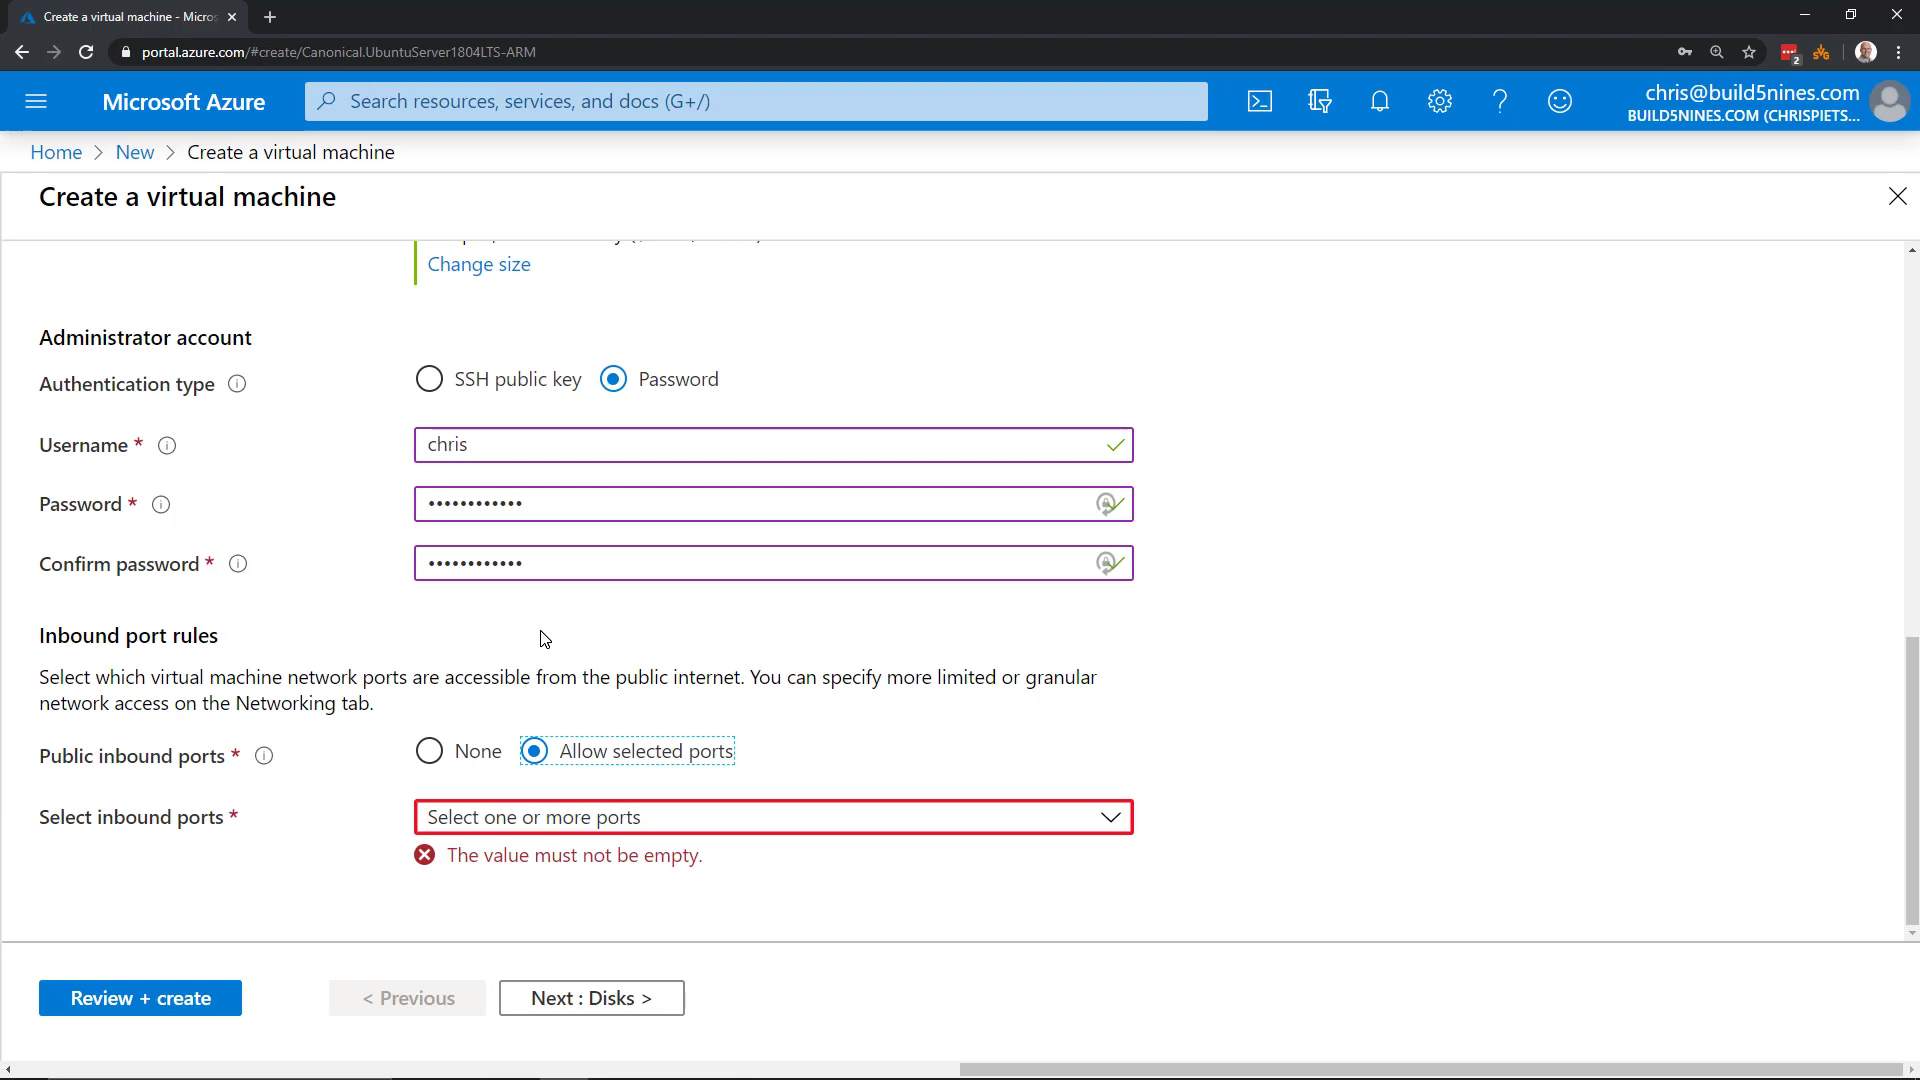 Create a virtual machine - Micros
portal.azure.com/#create/Canonical.UbuntuServer1804LTS-ARM
2
Microsoft Azure
Search resources, services, and docs (G+/)
chris@build5nines.com
BUILD5NINES.COM (CHRISPIETS...
Home > New > Create a virtual machine
Create a virtual machine
Change size
Administrator account
Authentication type
SSH public key
Password
Username *
chris
Password *
••••••••••••
Confirm password *
••••••••••••
Inbound port rules
Select which virtual machine network ports are accessible from the public internet. You can specify more limited or granular
network access on the Networking tab.
Public inbound ports *
None
Allow selected ports
Select inbound ports *
Select one or more ports
The value must not be empty.
Review + create
< Previous
Next : Disks >